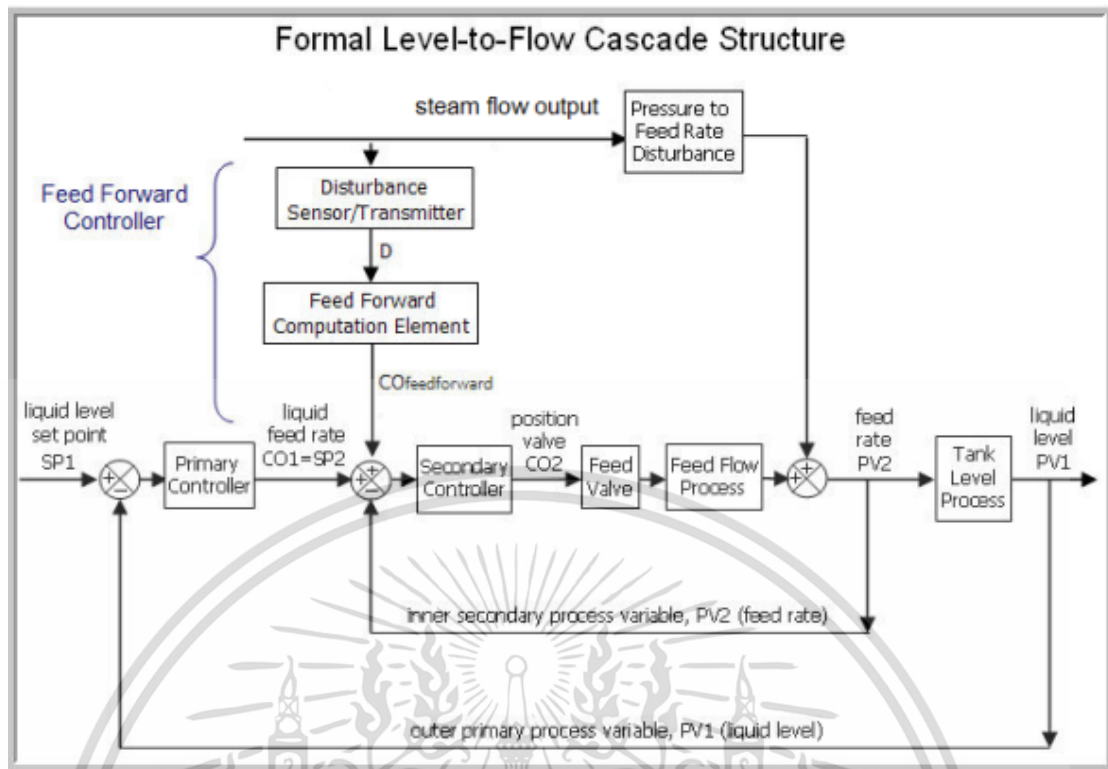 Formal Level-to-Flow Cascade Structure
steam flow output
Pressure to
Feed Rate
Disturbance
Feed Forward
Controller
Disturbance
Sensor/Transmitter
D
Feed Forward
Computation Element
COfeedforward
liquid level
set point
SP1
Primary
Controller
liquid
feed rate
CO1=SP2
Secondary
Controller
position
valve
CO2
Feed
Valve
Feed Flow
Process
feed
rate
PV2
Tank
Level
Process
liquid
level
PV1
inner secondary process variable, PV2 (feed rate)
outer primary process variable, PV1 (liquid level)